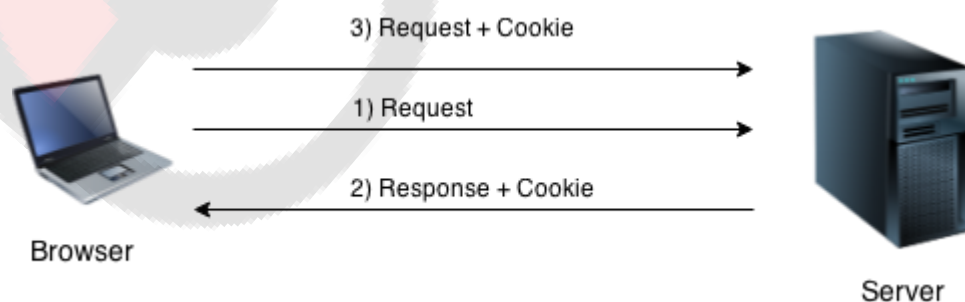 3) Request + Cookie
1) Request
2) Response + Cookie
Browser
Server